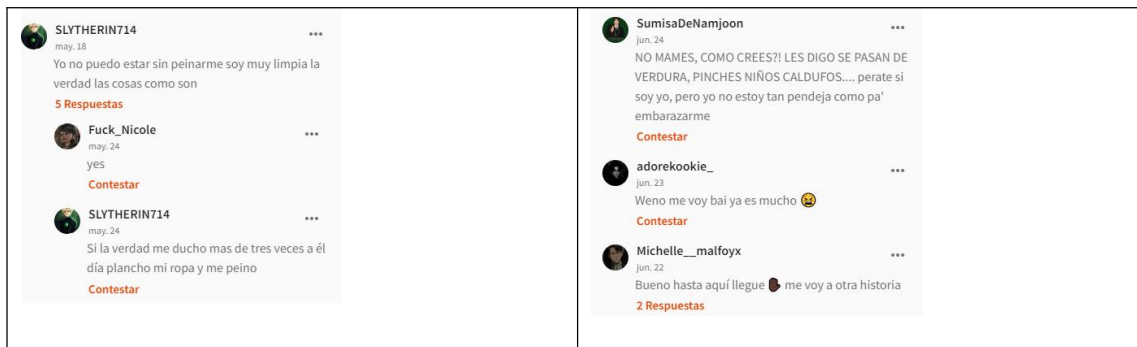 SLYTHERIN714
may. 18
Yo no puedo estar sin peinarme soy muy limpia la
verdad las cosas como son
5 Respuestas
Fuck_Nicole
may. 24
yes
Contestar
SLYTHERIN714
may. 24
Si la verdad me ducho mas de tres veces a él
día plancho mi ropa y me peino
Contestar
SumisaDeNamjoon
jun. 24
NO MAMES, COMO CREES?! LES DIGO SE PASAN DE
VERDURA, PINCHES NIÑOS CALDUFOS.... perate si
soy yo, pero yo no estoy tan pendeja como pa'
embarazarme
Contestar
adorekookie_
jun. 23
Weno me voy bai ya es mucho 😫
Contestar
Michelle__malfoyx
jun. 22
Bueno hasta aquí llegue ✋🏿 me voy a otra historia
2 Respuestas